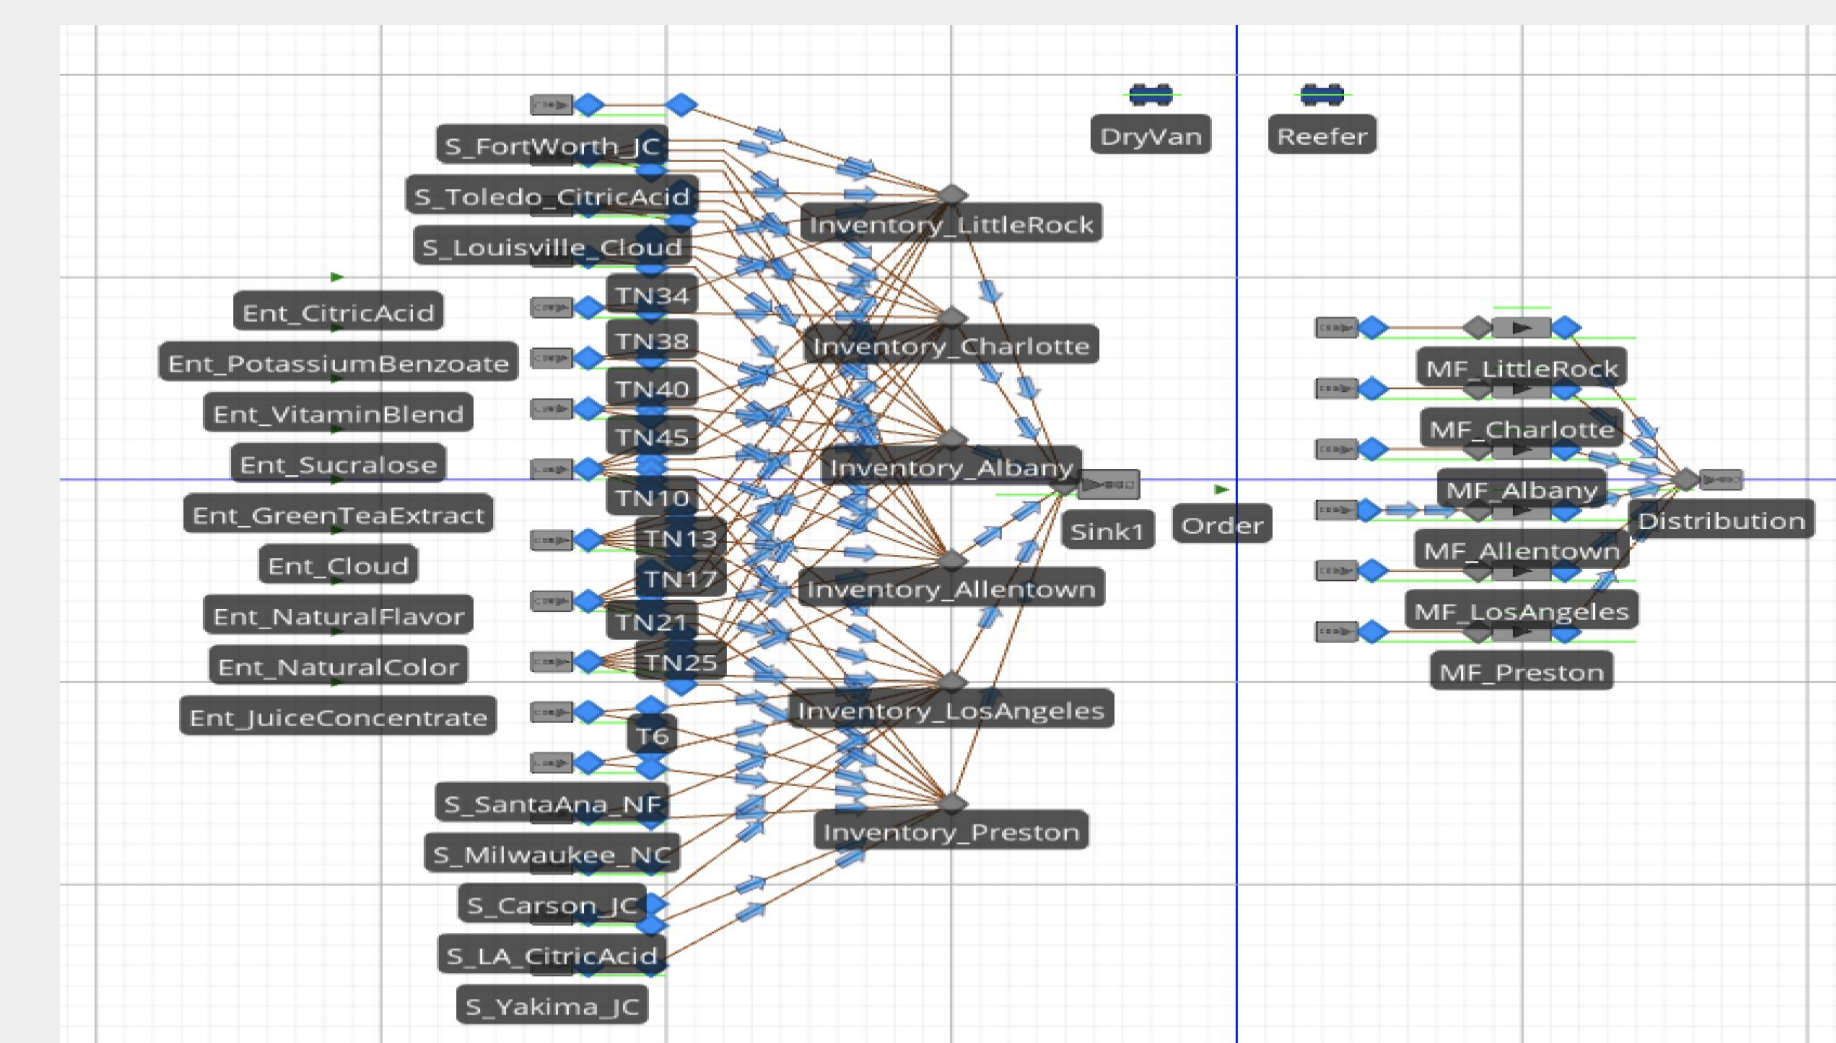 DryVan
Reefer
S_FortWorth_JC
S_Toledo_CitricAcid
S_Louisville_Cloud
TN34
TN38
TN40
TN45
TN10
TN13
TN17
TN21
TN25
T6
S_SantaAna_NF
S_Milwaukee_NC
S_Carson_JC
S_LA_CitricAcid
S_Yakima_JC
Ent_CitricAcid
Ent_PotassiumBenzoate
Ent_VitaminBlend
Ent_Sucralose
Ent_GreenTeaExtract
Ent_Cloud
Ent_NaturalFlavor
Ent_NaturalColor
Ent_JuiceConcentrate
Inventory_LittleRock
Inventory_Charlotte
Inventory_Albany
Inventory_Allentown
Inventory_LosAngeles
Inventory_Preston
Sink1
Order
MF_LittleRock
MF_Charlotte
MF_Albany
MF_Allentown
MF_LosAngeles
MF_Preston
Distribution